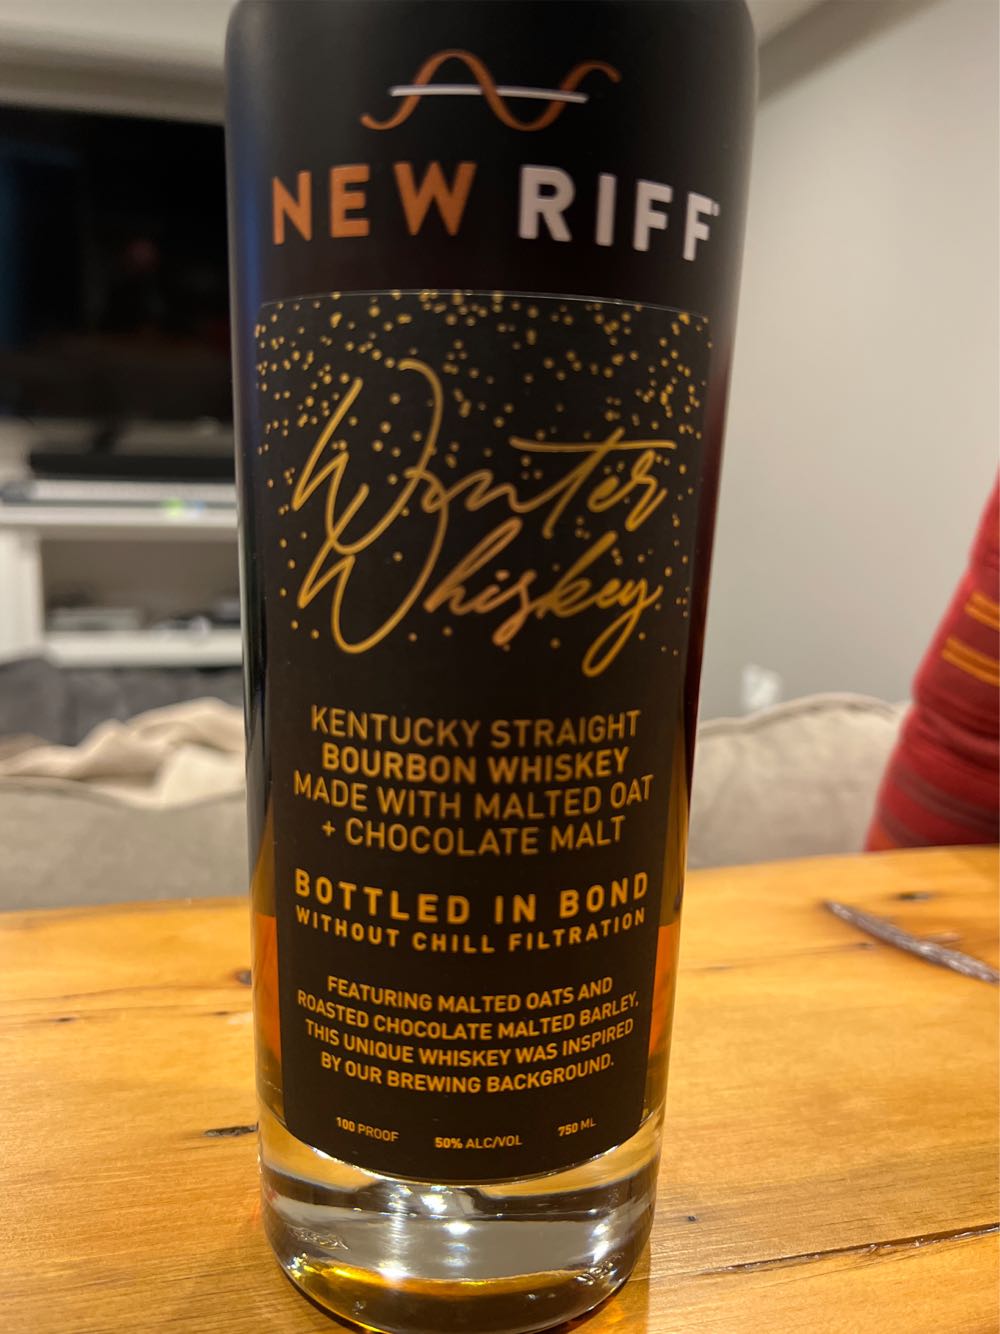 NEW RIFF
Winter
Whiskey
KENTUCKY STRAIGHT
BOURBON WHISKEY
MADE WITH MALTED OAT
+ CHOCOLATE MALT
BOTTLED IN BOND
WITHOUT CHILL FILTRATION
FEATURING MALTED OATS AND
ROASTED CHOCOLATE MALTED BARLEY,
THIS UNIQUE WHISKEY WAS INSPIRED
BY OUR BREWING BACKGROUND.
100 PROOF 50% ALC/VOL 750 ML